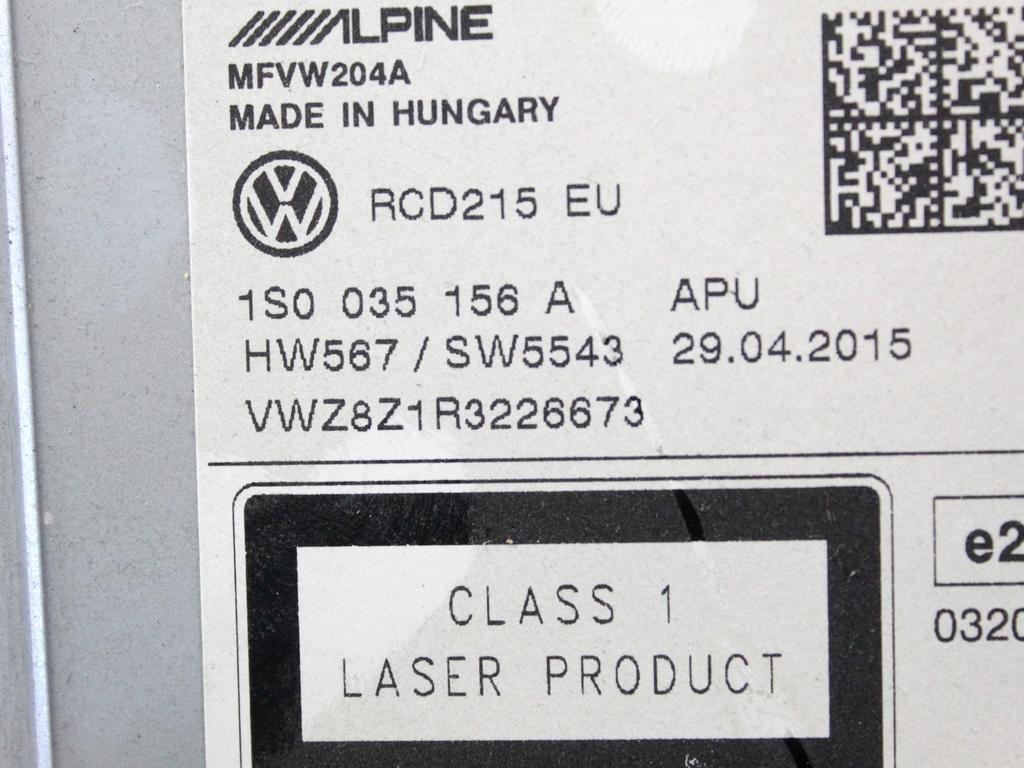 ALPINE
MFVW204A
MADE IN HUNGARY
RCD215 EU
1S0 035 156 A APU
HW567 / SW5543 29.04.2015
VWZ8Z1R3226673
CLASS 1
LASER PRODUCT
e2
0320